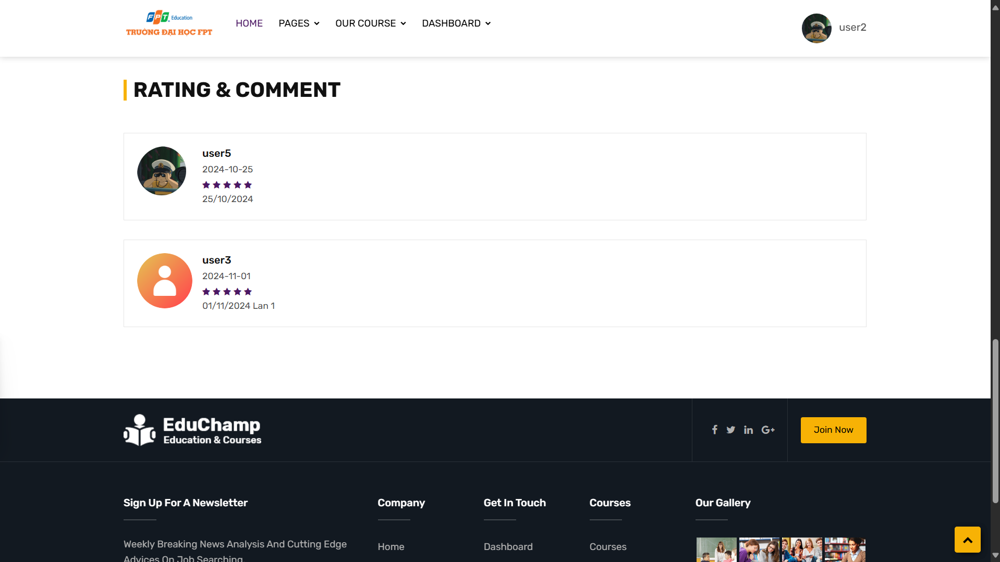 FPT Education
TRƯỜNG ĐẠI HỌC FPT
HOME
PAGES
OUR COURSE
DASHBOARD
user2
RATING & COMMENT
user5
2024-10-25
25/10/2024
user3
2024-11-01
01/11/2024 Lan 1
EduChamp
Education & Courses
Join Now
Sign Up For A Newsletter
Company
Get In Touch
Courses
Our Gallery
Weekly Breaking News Analysis And Cutting Edge
Advices On Job Searching.
Home
Dashboard
Courses